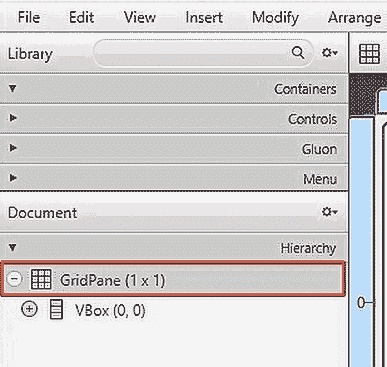 File Edit View Insert Modify Arrange
Library
Containers
Controls
Gluon
Menu
Document
Hierarchy
GridPane (1 x 1)
VBox (0, 0)
0